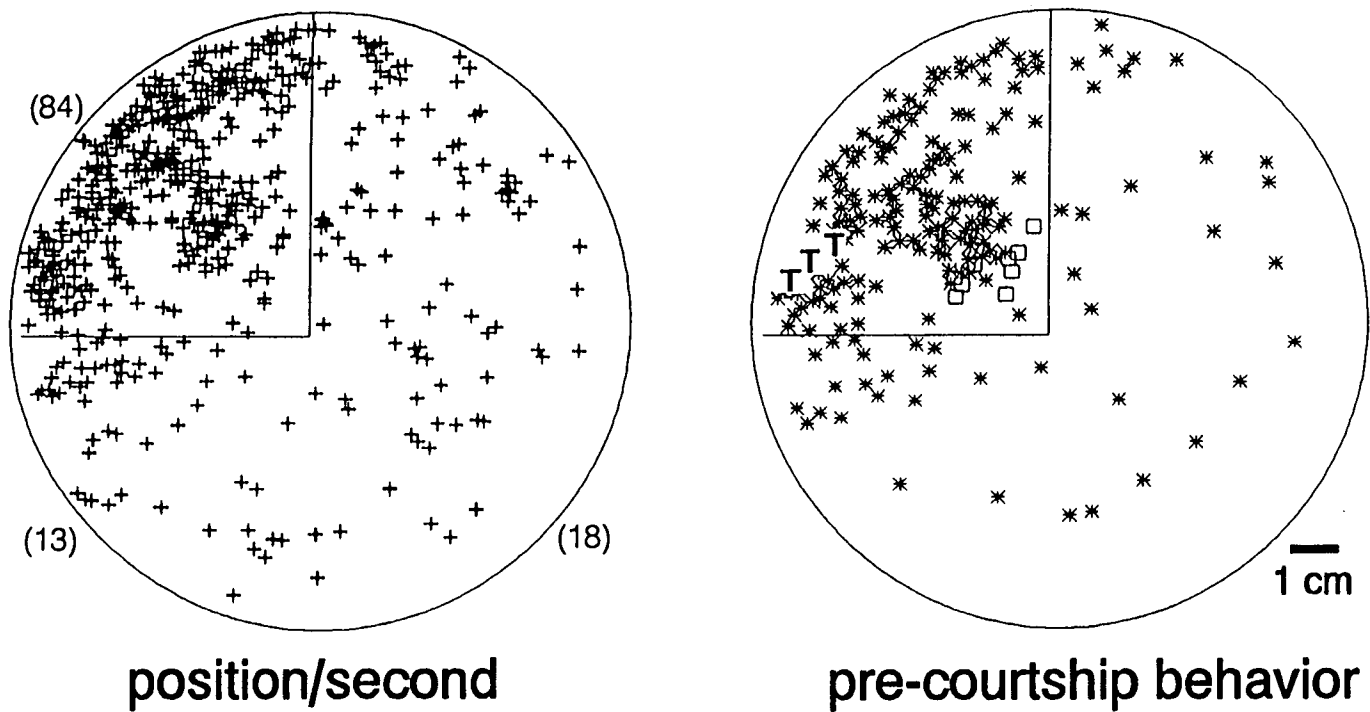 (84)
T
T
T
(13)
(18)
1 cm
position/second
pre-courtship behavior